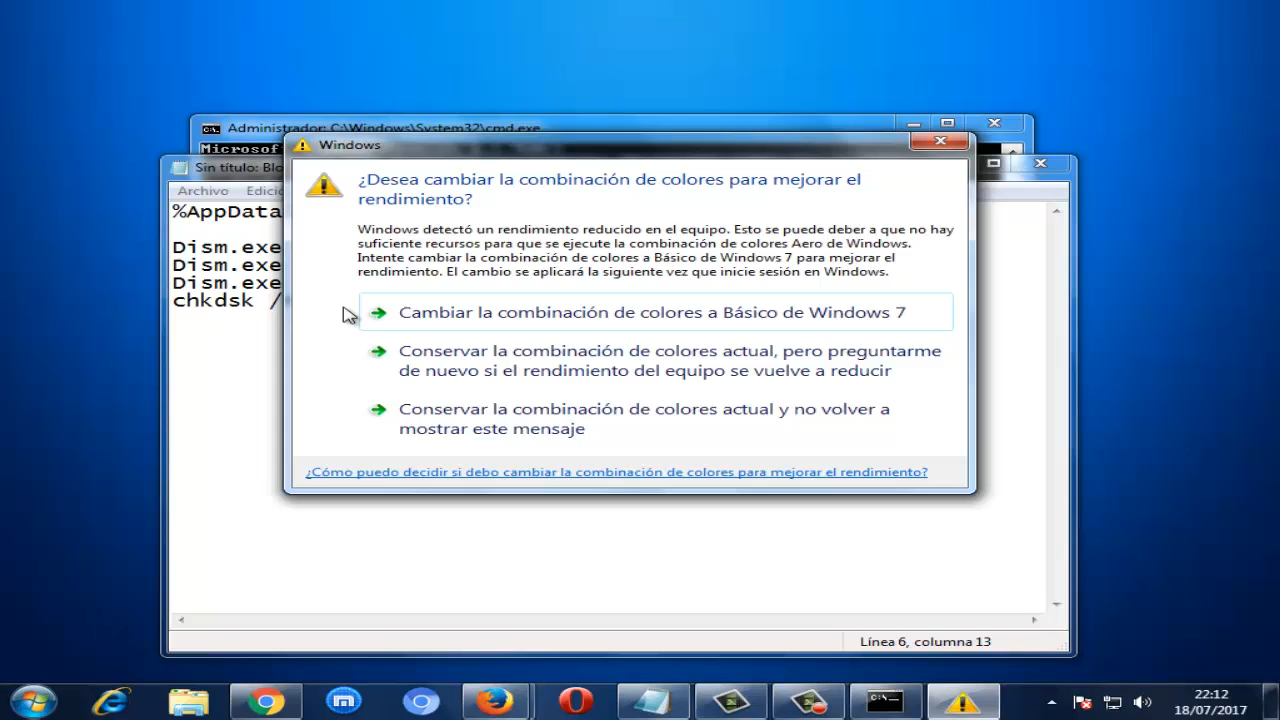 Administrador: C:\Windows\System32\cmd.exe
Microsof
Windows
Sin título: Blo
Archivo Edici
%AppData
Dism.exe
Dism.exe
Dism.exe
chkdsk /
¿Desea cambiar la combinación de colores para mejorar el
rendimiento?
Windows detectó un rendimiento reducido en el equipo. Esto se puede deber a que no hay
suficiente recursos para que se ejecute la combinación de colores Aero de Windows.
Intente cambiar la combinación de colores a Básico de Windows 7 para mejorar el
rendimiento. El cambio se aplicará la siguiente vez que inicie sesión en Windows.
Cambiar la combinación de colores a Básico de Windows 7
Conservar la combinación de colores actual, pero preguntarme
de nuevo si el rendimiento del equipo se vuelve a reducir
Conservar la combinación de colores actual y no volver a
mostrar este mensaje
¿Cómo puedo decidir si debo cambiar la combinación de colores para mejorar el rendimiento?
Línea 6, columna 13
22:12
18/07/2017